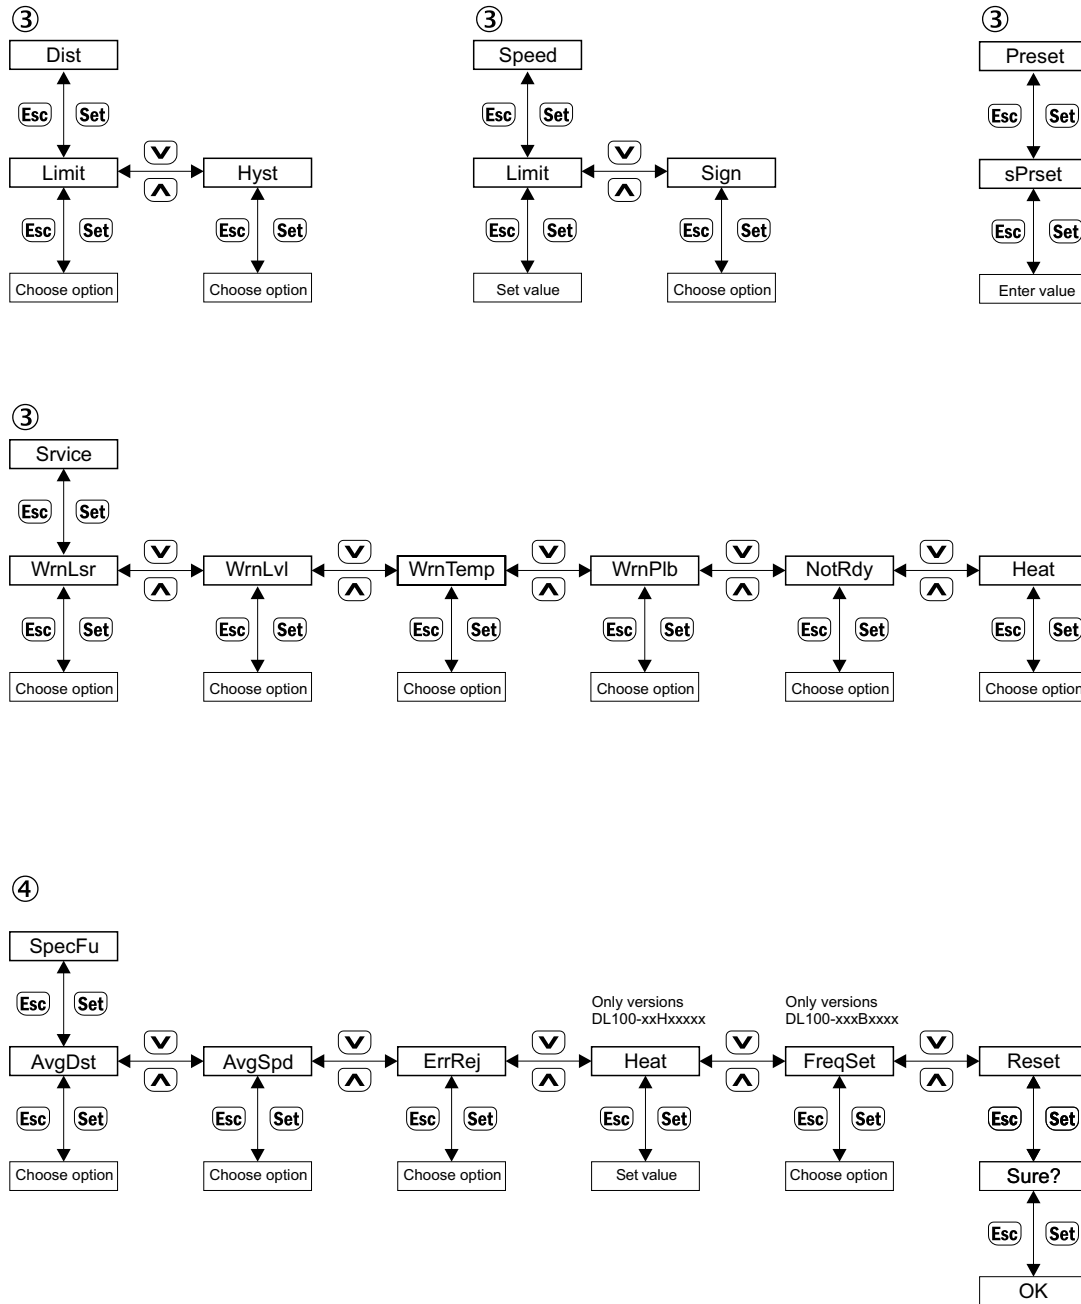 ③ ③ ③
Dist Speed Preset
Esc Set Esc Set Esc Set
Limit Hyst Limit Sign sPrset
Esc Set Esc Set Esc Set Esc Set Esc Set
Choose option Choose option Set value Choose option Enter value
③
Srvice
Esc Set
WrnLsr WrnLvl WrnTemp WrnPlb NotRdy Heat
Esc Set Esc Set Esc Set Esc Set Esc Set Esc Set
Choose option Choose option Choose option Choose option Choose option Choose option
④
SpecFu
Esc Set
Only versions Only versions
DL100-xxHxxxxx DL100-xxxBxxxx
AvgDst AvgSpd ErrRej Heat FreqSet Reset
Esc Set Esc Set Esc Set Esc Set Esc Set Esc Set
Choose option Choose option Choose option Set value Choose option Sure?
Esc Set
OK